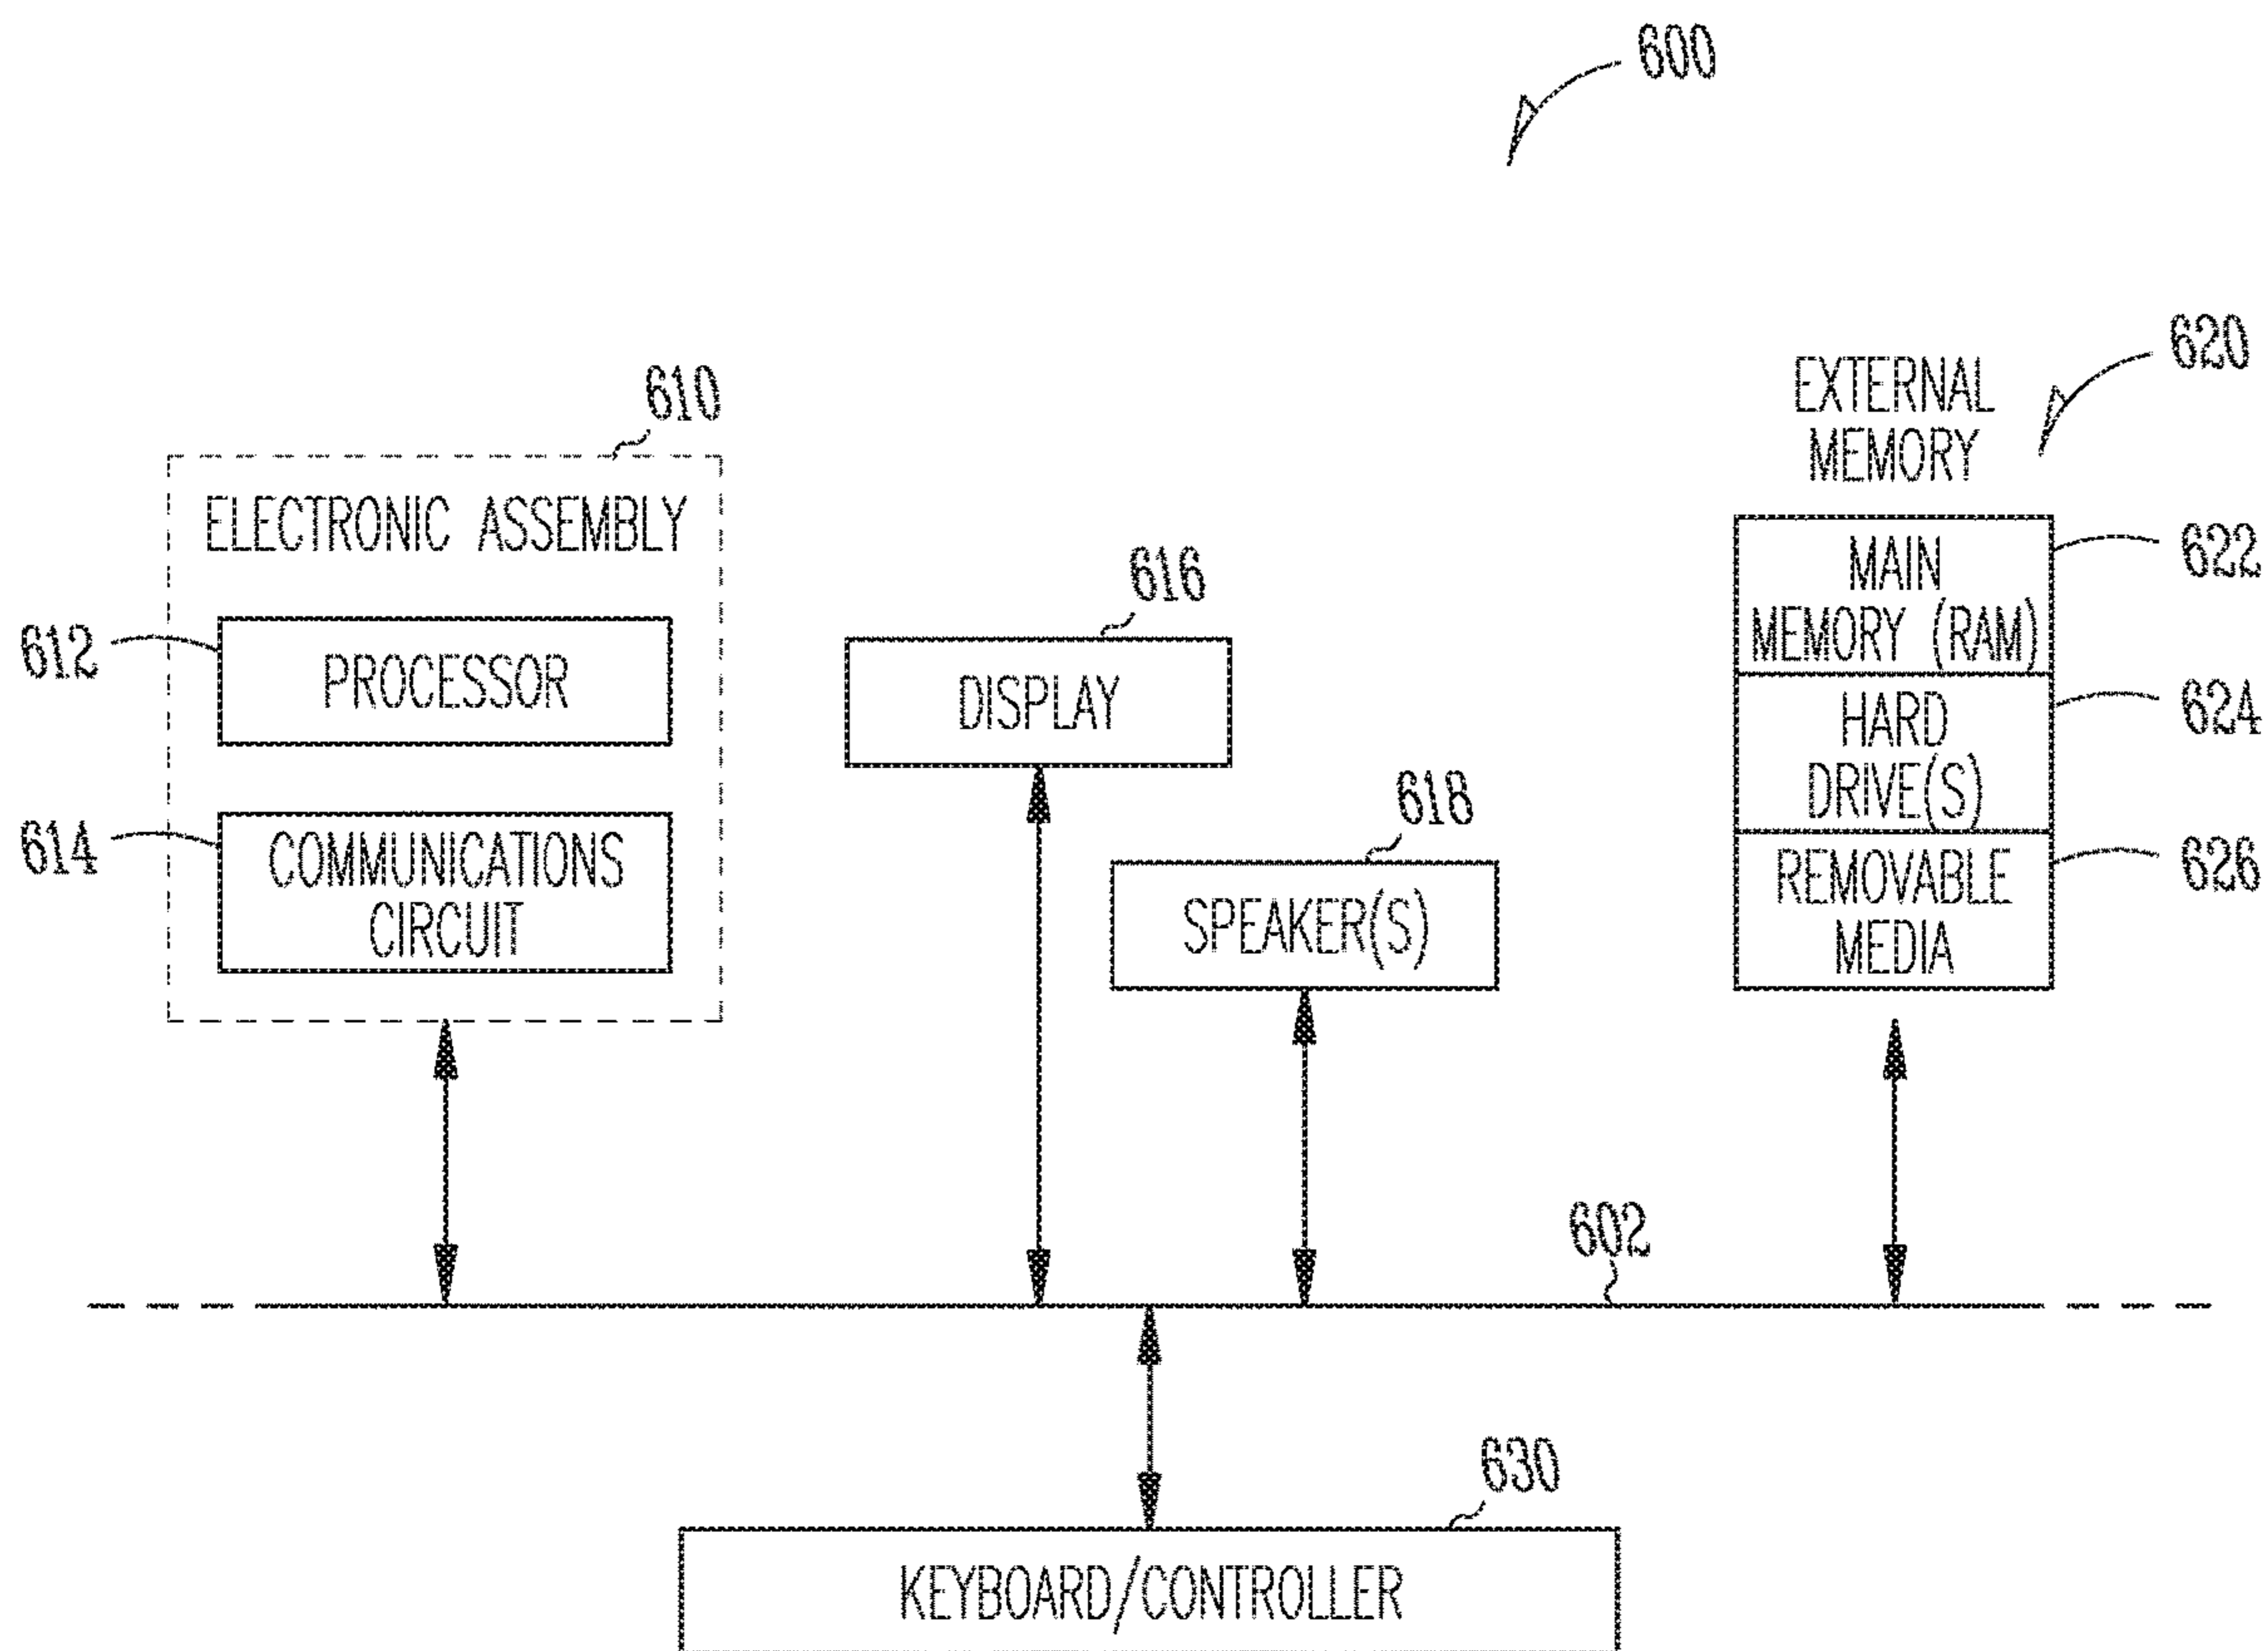 600
620
EXTERNAL
MEMORY
610
ELECTRONIC ASSEMBLY
612
PROCESSOR
614
COMMUNICATIONS
CIRCUIT
616
DISPLAY
618
SPEAKER(S)
622
MAIN
MEMORY (RAM)
624
HARD
DRIVE(S)
626
REMOVABLE
MEDIA
602
630
KEYBOARD/CONTROLLER